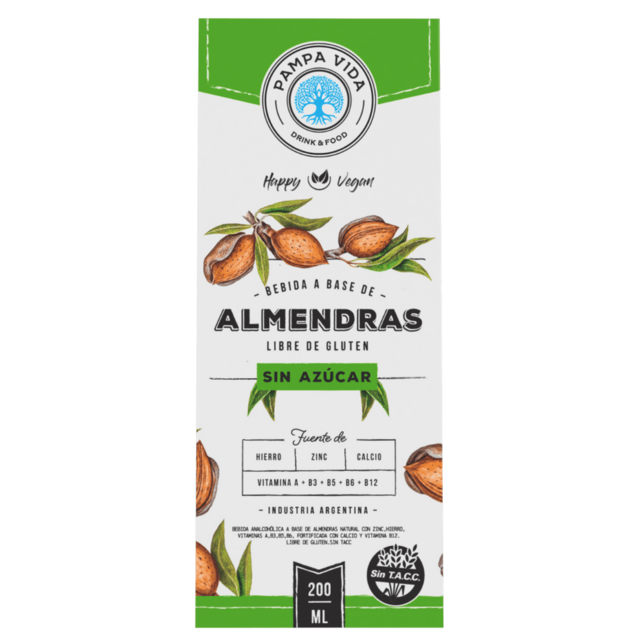 PAMPA VIDA
DRINK & FOOD
Happy Vegan
- BEBIDA A BASE DE -
ALMENDRAS
LIBRE DE GLUTEN
SIN AZÚCAR
Fuente de
HIERRO ZINC CALCIO
VITAMINA A + B3 + B5 + B6 + B12
- INDUSTRIA ARGENTINA -
BEBIDA ANALCOHÓLICA A BASE DE ALMENDRAS NATURAL CON ZINC,HIERRO,
VITAMINAS A,B3,B5,B6, FORTIFICADA CON CALCIO Y VITAMINA B12.
LIBRE DE GLUTEN.SIN TACC
Sin T.A.C.C.
200
ML